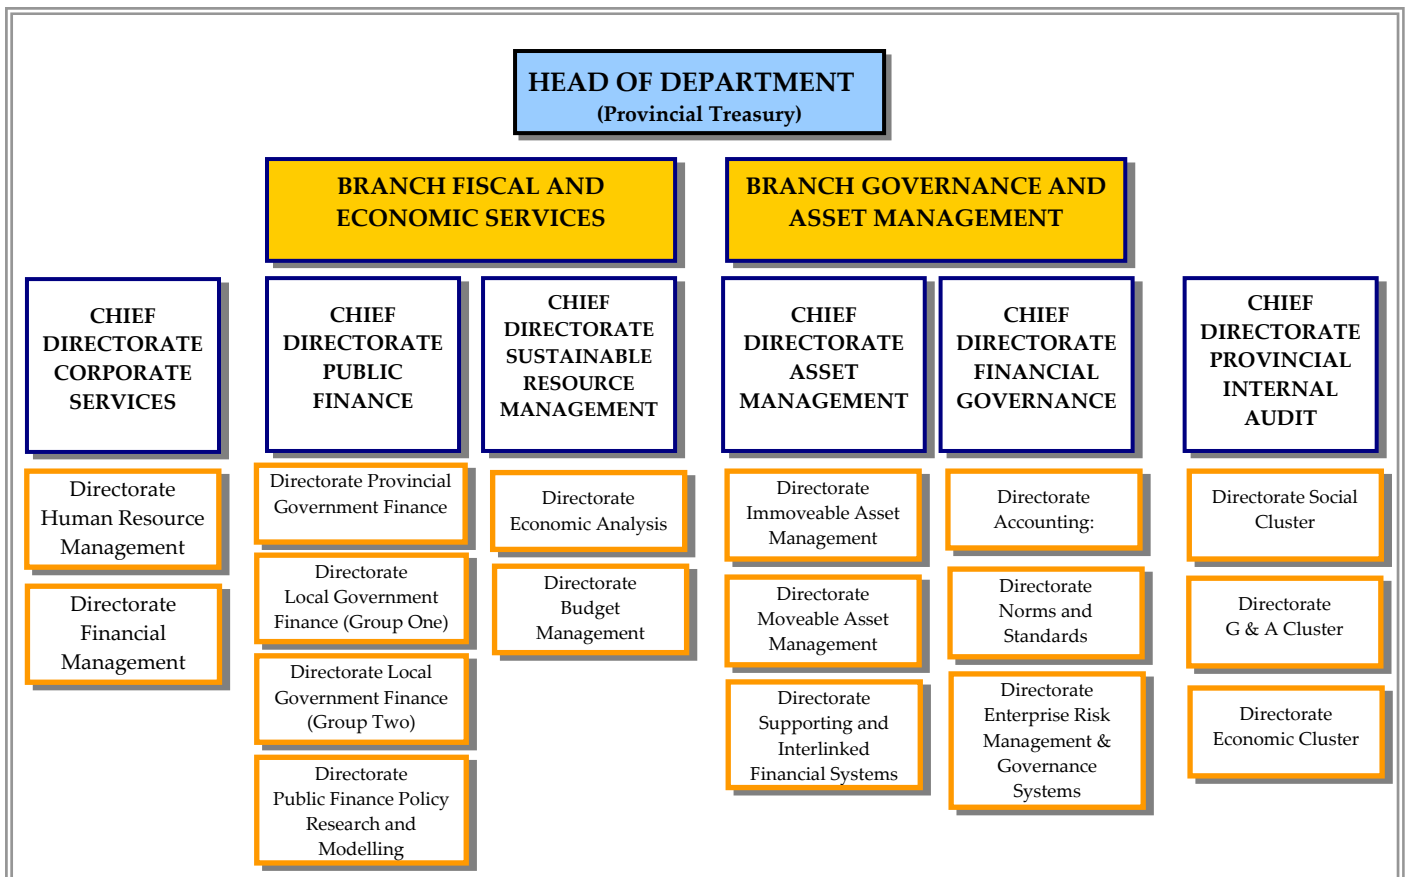 HEAD OF DEPARTMENT
(Provincial Treasury)
BRANCH FISCAL AND
ECONOMIC SERVICES
BRANCH GOVERNANCE AND
ASSET MANAGEMENT
CHIEF
DIRECTORATE
CORPORATE
SERVICES
CHIEF
DIRECTORATE
PUBLIC
FINANCE
CHIEF
DIRECTORATE
SUSTAINABLE
RESOURCE
MANAGEMENT
CHIEF
DIRECTORATE
ASSET
MANAGEMENT
CHIEF
DIRECTORATE
FINANCIAL
GOVERNANCE
CHIEF
DIRECTORATE
PROVINCIAL
INTERNAL
AUDIT
Directorate
Human Resource
Management
Directorate
Financial
Management
Directorate Provincial
Government Finance
Directorate
Local Government
Finance (Group One)
Directorate Local
Government Finance
(Group Two)
Directorate
Public Finance Policy
Research and
Modelling
Directorate
Economic Analysis
Directorate
Budget
Management
Directorate
Immoveable Asset
Management
Directorate
Moveable Asset
Management
Directorate
Supporting and
Interlinked
Financial Systems
Directorate
Accounting:
Directorate
Norms and
Standards
Directorate
Enterprise Risk
Management &
Governance
Systems
Directorate Social
Cluster
Directorate
G & A Cluster
Directorate
Economic Cluster